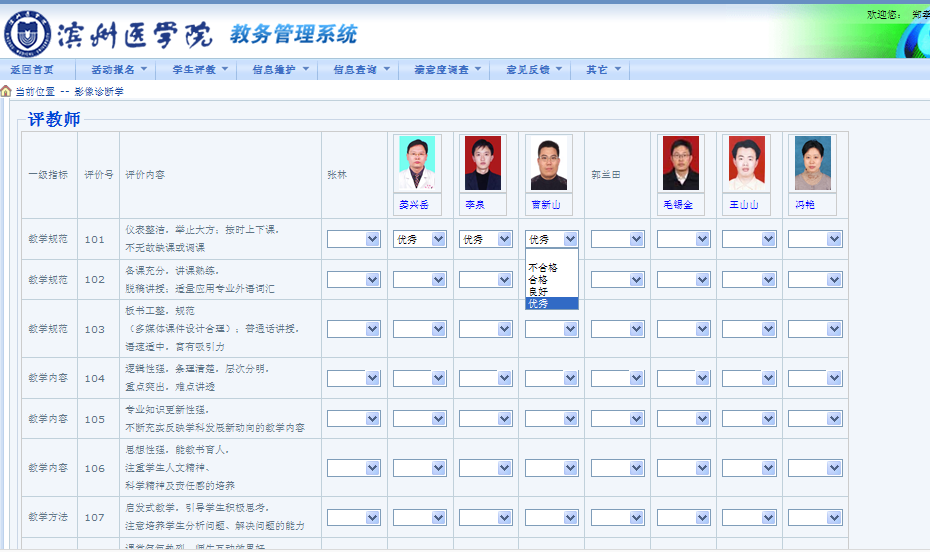 滨州医学院 教务管理系统
欢迎您： 郑孝
返回首页 活动报名 学生评教 信息维护 信息查询 满意度调查 意见反馈 其它
当前位置 -- 影像诊断学
评教师
一级指标 评价号 评价内容 张林 郭兰田
姜兴岳 李泉 贾新山 毛锡金 王山山 冯艳
教学规范 101 仪表整洁，举止大方；按时上下课，
不无故缺课或调课
优秀 优秀 优秀
不合格
合格
良好
优秀
教学规范 102 备课充分，讲课熟练，
脱稿讲授；适量应用专业外语词汇
教学规范 103 板书工整，规范
（多媒体课件设计合理）；普通话讲授，
语速适中，富有吸引力
教学内容 104 逻辑性强，条理清楚，层次分明，
重点突出，难点讲透
教学内容 105 专业知识更新性强，
不断充实反映学科发展新动向的教学内容
教学内容 106 思想性强，能教书育人，
注重学生人文精神、
科学精神及责任感的培养
教学方法 107 启发式教学，引导学生积极思考，
注意培养学生分析问题、解决问题的能力